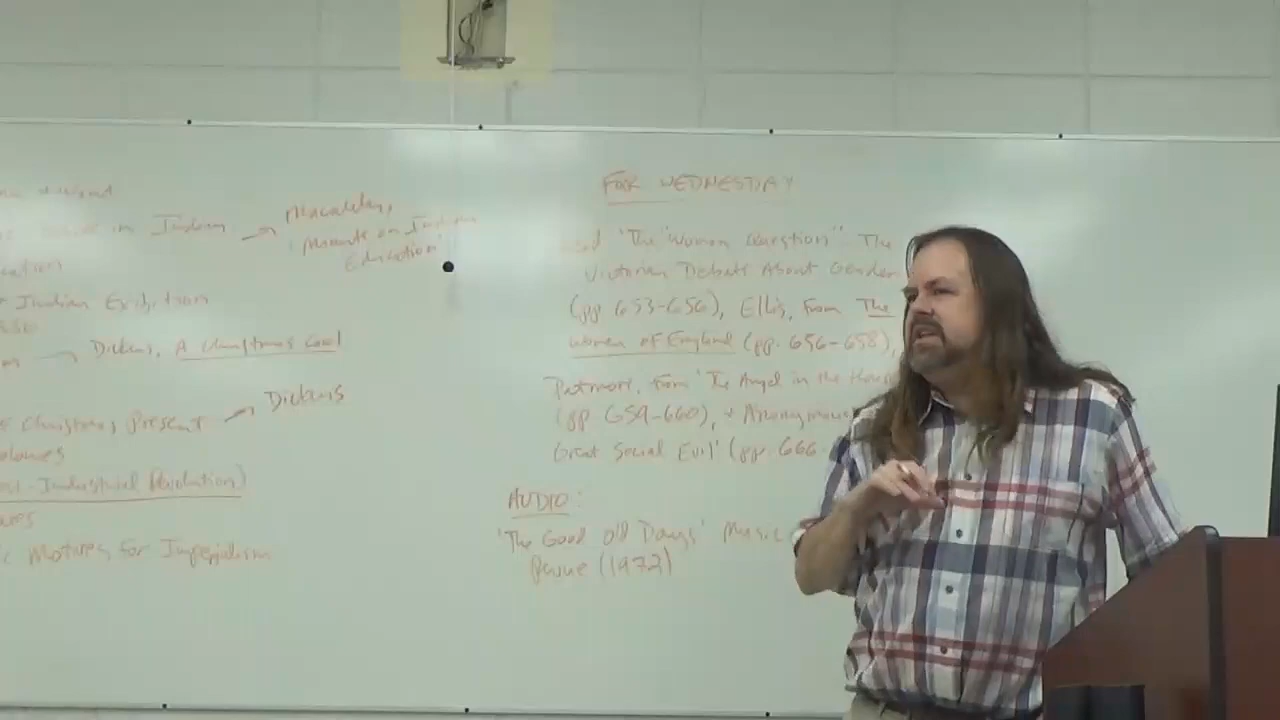 in Indian
Macaulay,
'Minute on Indian
Education'
Indian Exibition
Dickens, A Christmas Carol
Christmas Present
Dickens
Industrial Revolution)
Motives for Imperialism
FOR WEDNESDAY
'The "Woman Question": The
Victorian Debate About Gender
(pp 653-656), Ellis, from The
Women of England (pp. 656-658),
Patmore, from 'The Angel in the
(pp 659-660), + Anonymous
Great Social Evil' (pp. 666
AUDIO:
'The Good Old Days' Music
Revue (1972)